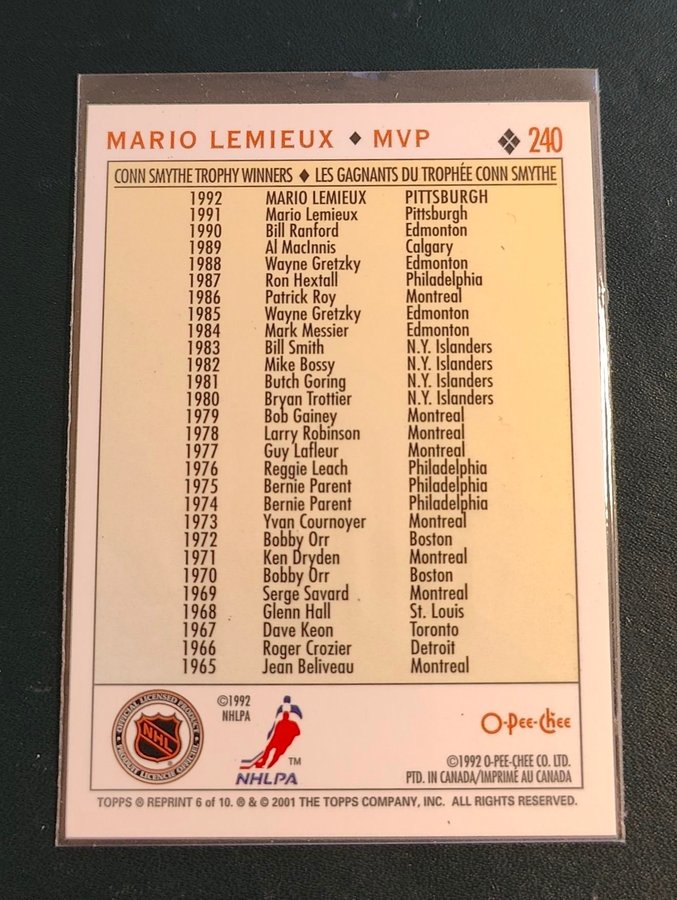 MARIO LEMIEUX ♦ MVP 240
CONN SMYTHE TROPHY WINNERS ♦ LES GAGNANTS DU TROPHÉE CONN SMYTHE
1992 MARIO LEMIEUX PITTSBURGH
1991 Mario Lemieux Pittsburgh
1990 Bill Ranford Edmonton
1989 Al MacInnis Calgary
1988 Wayne Gretzky Edmonton
1987 Ron Hextall Philadelphia
1986 Patrick Roy Montreal
1985 Wayne Gretzky Edmonton
1984 Mark Messier Edmonton
1983 Bill Smith N.Y. Islanders
1982 Mike Bossy N.Y. Islanders
1981 Butch Goring N.Y. Islanders
1980 Bryan Trottier N.Y. Islanders
1979 Bob Gainey Montreal
1978 Larry Robinson Montreal
1977 Guy Lafleur Montreal
1976 Reggie Leach Philadelphia
1975 Bernie Parent Philadelphia
1974 Bernie Parent Philadelphia
1973 Yvan Cournoyer Montreal
1972 Bobby Orr Boston
1971 Ken Dryden Montreal
1970 Bobby Orr Boston
1969 Serge Savard Montreal
1968 Glenn Hall St. Louis
1967 Dave Keon Toronto
1966 Roger Crozier Detroit
1965 Jean Beliveau Montreal
OFFICIAL LICENSED PRODUCT
NHL ®
PRODUIT LICENCIÉ OFFICIEL
©1992
NHLPA
TM
NHLPA
O-Pee-Chee
©1992 O-PEE-CHEE CO. LTD.
PTD. IN CANADA/IMPRIMÉ AU CANADA
TOPPS ® REPRINT 6 of 10. ® & © 2001 THE TOPPS COMPANY, INC. ALL RIGHTS RESERVED.